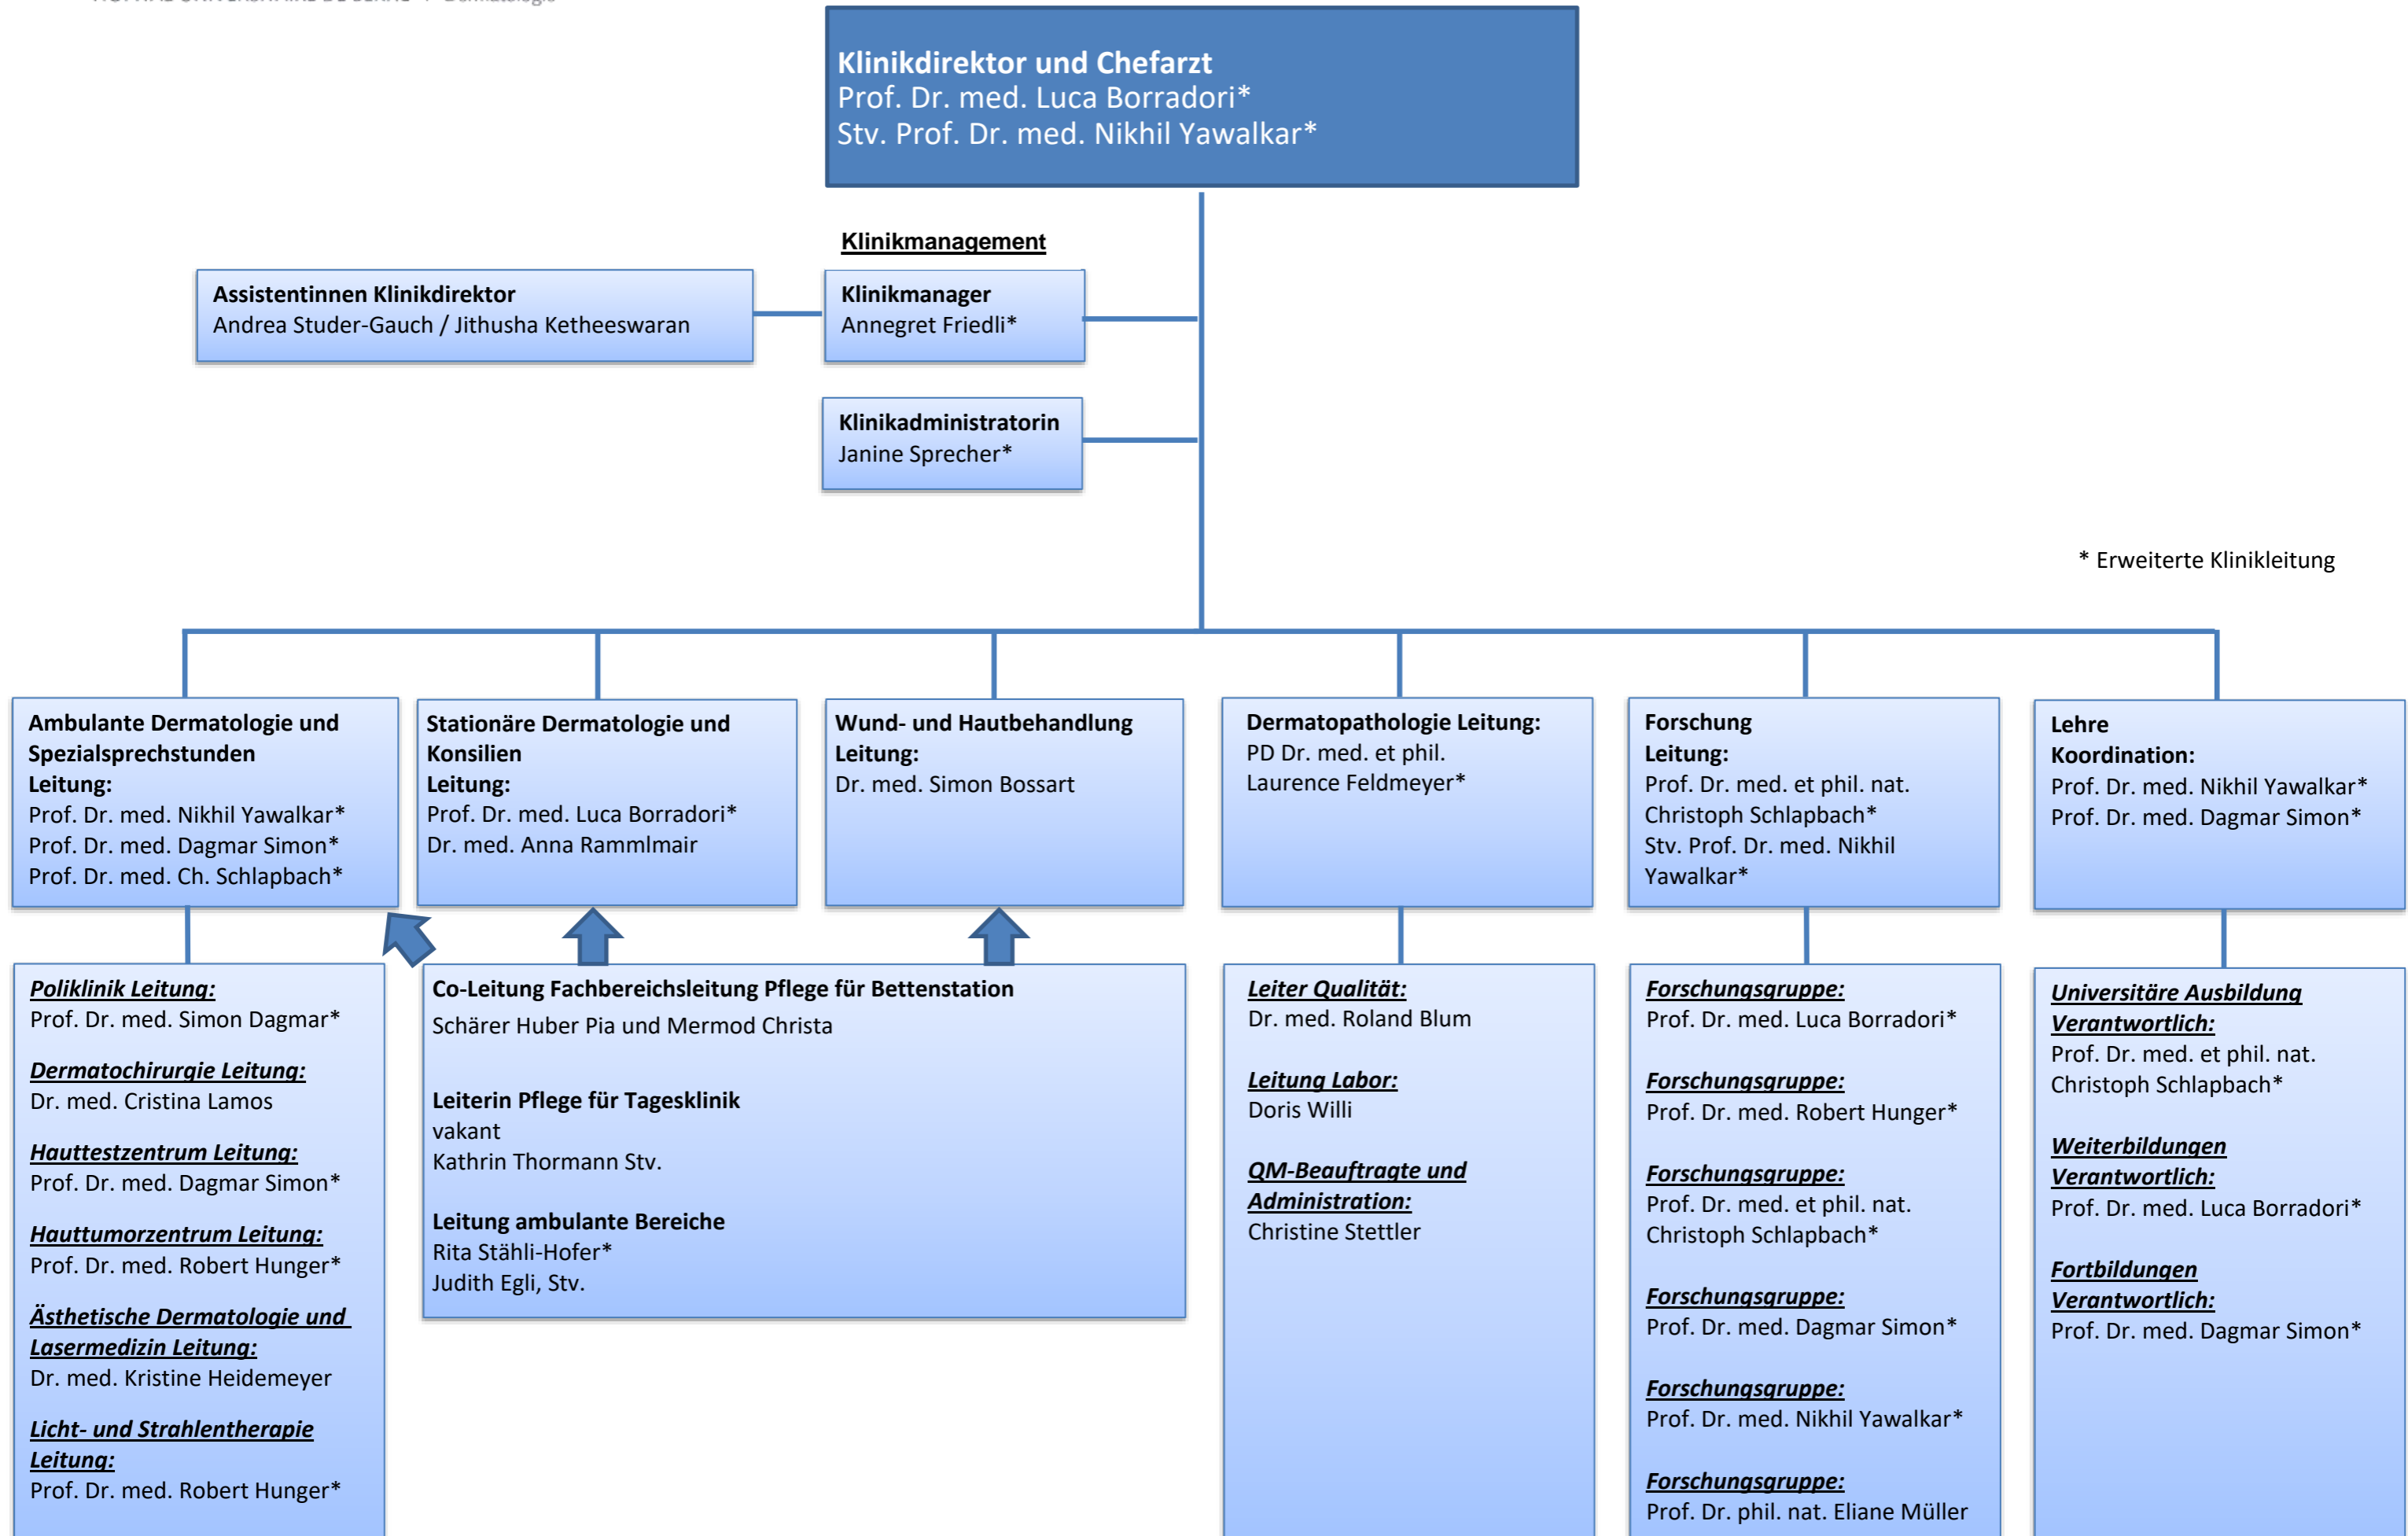 Klinikdirektor und Chefarzt
Prof. Dr. med. Luca Borradori*
Stv. Prof. Dr. med. Nikhil Yawalkar*
Klinikmanagement
Assistentinnen Klinikdirektor
Andrea Studer-Gauch / Jithusha Ketheeswaran
Klinikmanager
Annegret Friedli*
Klinikadministratorin
Janine Sprecher*
* Erweiterte Klinikleitung
Ambulante Dermatologie und
Spezialsprechstunden
Leitung:
Prof. Dr. med. Nikhil Yawalkar*
Prof. Dr. med. Dagmar Simon*
Prof. Dr. med. Ch. Schlapbach*
Stationäre Dermatologie und
Konsilien
Leitung:
Prof. Dr. med. Luca Borradori*
Dr. med. Anna Rammlmair
Wund- und Hautbehandlung
Leitung:
Dr. med. Simon Bossart
Dermatopathologie Leitung:
PD Dr. med. et phil.
Laurence Feldmeyer*
Forschung
Leitung:
Prof. Dr. med. et phil. nat.
Christoph Schlapbach*
Stv. Prof. Dr. med. Nikhil
Yawalkar*
Lehre
Koordination:
Prof. Dr. med. Nikhil Yawalkar*
Prof. Dr. med. Dagmar Simon*
Poliklinik Leitung:
Prof. Dr. med. Simon Dagmar*
Dermatochirurgie Leitung:
Dr. med. Cristina Lamos
Hauttestzentrum Leitung:
Prof. Dr. med. Dagmar Simon*
Hauttumorzentrum Leitung:
Prof. Dr. med. Robert Hunger*
Ästhetische Dermatologie und
Lasermedizin Leitung:
Dr. med. Kristine Heidemeyer
Licht- und Strahlentherapie
Leitung:
Prof. Dr. med. Robert Hunger*
Co-Leitung Fachbereichsleitung Pflege für Bettenstation
Schärer Huber Pia und Mermod Christa
Leiterin Pflege für Tagesklinik
vakant
Kathrin Thormann Stv.
Leitung ambulante Bereiche
Rita Stähli-Hofer*
Judith Egli, Stv.
Leiter Qualität:
Dr. med. Roland Blum
Leitung Labor:
Doris Willi
QM-Beauftragte und
Administration:
Christine Stettler
Forschungsgruppe:
Prof. Dr. med. Luca Borradori*
Forschungsgruppe:
Prof. Dr. med. Robert Hunger*
Forschungsgruppe:
Prof. Dr. med. et phil. nat.
Christoph Schlapbach*
Forschungsgruppe:
Prof. Dr. med. Dagmar Simon*
Forschungsgruppe:
Prof. Dr. med. Nikhil Yawalkar*
Forschungsgruppe:
Prof. Dr. phil. nat. Eliane Müller
Universitäre Ausbildung
Verantwortlich:
Prof. Dr. med. et phil. nat.
Christoph Schlapbach*
Weiterbildungen
Verantwortlich:
Prof. Dr. med. Luca Borradori*
Fortbildungen
Verantwortlich:
Prof. Dr. med. Dagmar Simon*